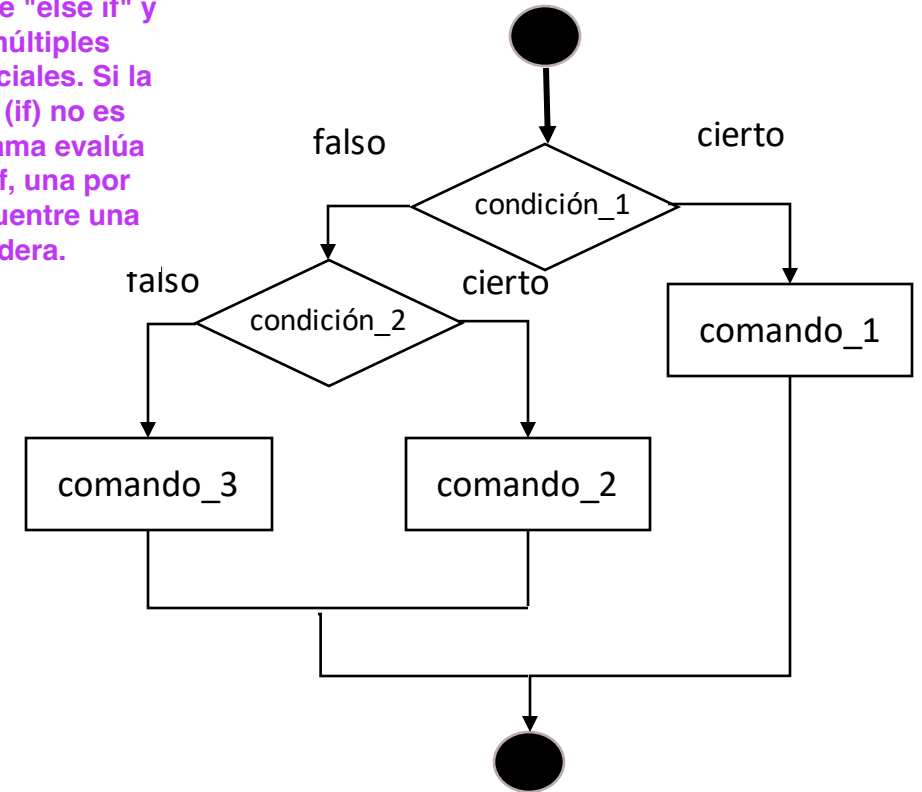 e "else if" y
múltiples
ciales. Si la
(if) no es
ama evalúa
f, una por
uentre una
dera.
falso
cierto
condición_1
falso
cierto
condición_2
comando_1
comando_3
comando_2